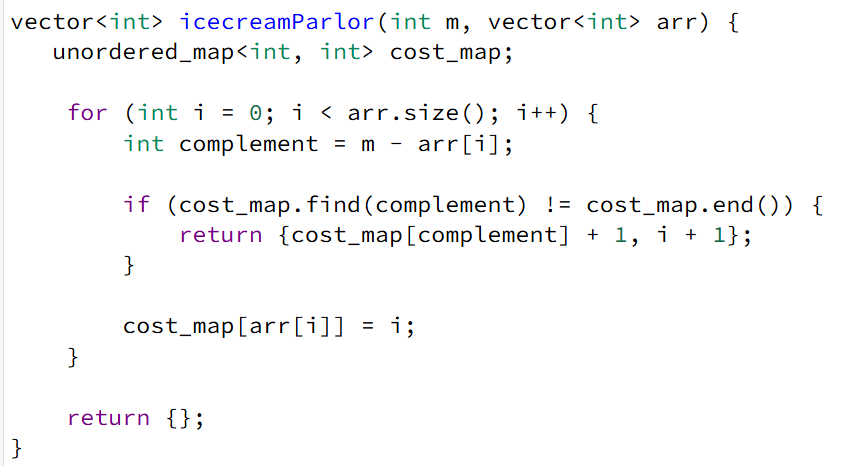 vector<int> icecreamParlor(int m, vector<int> arr) {
   unordered_map<int, int> cost_map;
    for (int i = 0; i < arr.size(); i++) {
        int complement = m - arr[i];
        if (cost_map.find(complement) != cost_map.end()) {
            return {cost_map[complement] + 1, i + 1};
        }
        cost_map[arr[i]] = i;
    }
    return {};
}